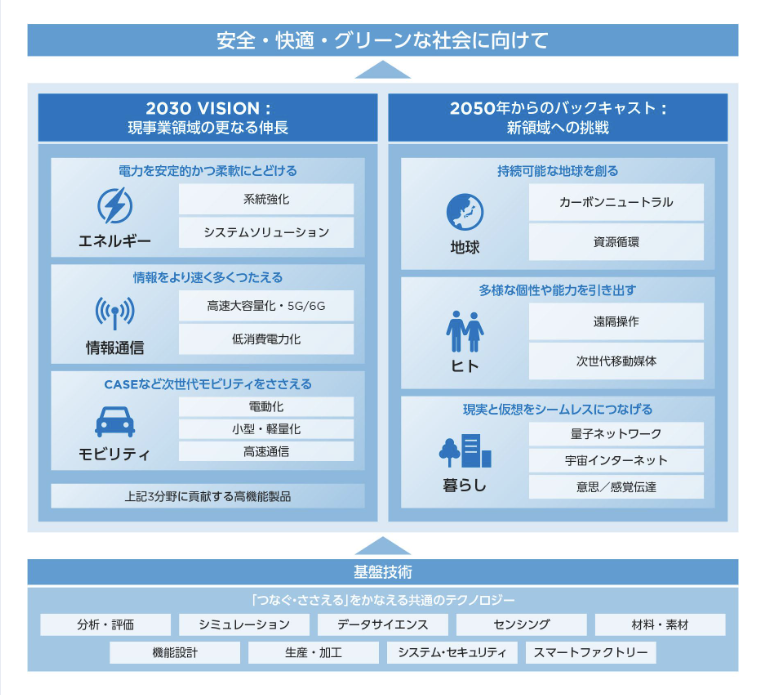 安全・快適・グリーンな社会に向けて
2030 VISION：
現事業領域の更なる伸長
電力を安定的かつ柔軟にとどける
エネルギー
系統強化
システムソリューション
情報をより速く多くつたえる
情報通信
高速大容量化・5G/6G
低消費電力化
CASEなど次世代モビリティをささえる
モビリティ
電動化
小型・軽量化
高速通信
上記3分野に貢献する高機能製品
2050年からのバックキャスト：
新領域への挑戦
持続可能な地球を創る
地球
カーボンニュートラル
資源循環
多様な個性や能力を引き出す
ヒト
遠隔操作
次世代移動媒体
現実と仮想をシームレスにつなげる
暮らし
量子ネットワーク
宇宙インターネット
意思／感覚伝達
基盤技術
「つなぐ・ささえる」をかなえる共通のテクノロジー
分析・評価
シミュレーション
データサイエンス
センシング
材料・素材
機能設計
生産・加工
システム・セキュリティ
スマートファクトリー